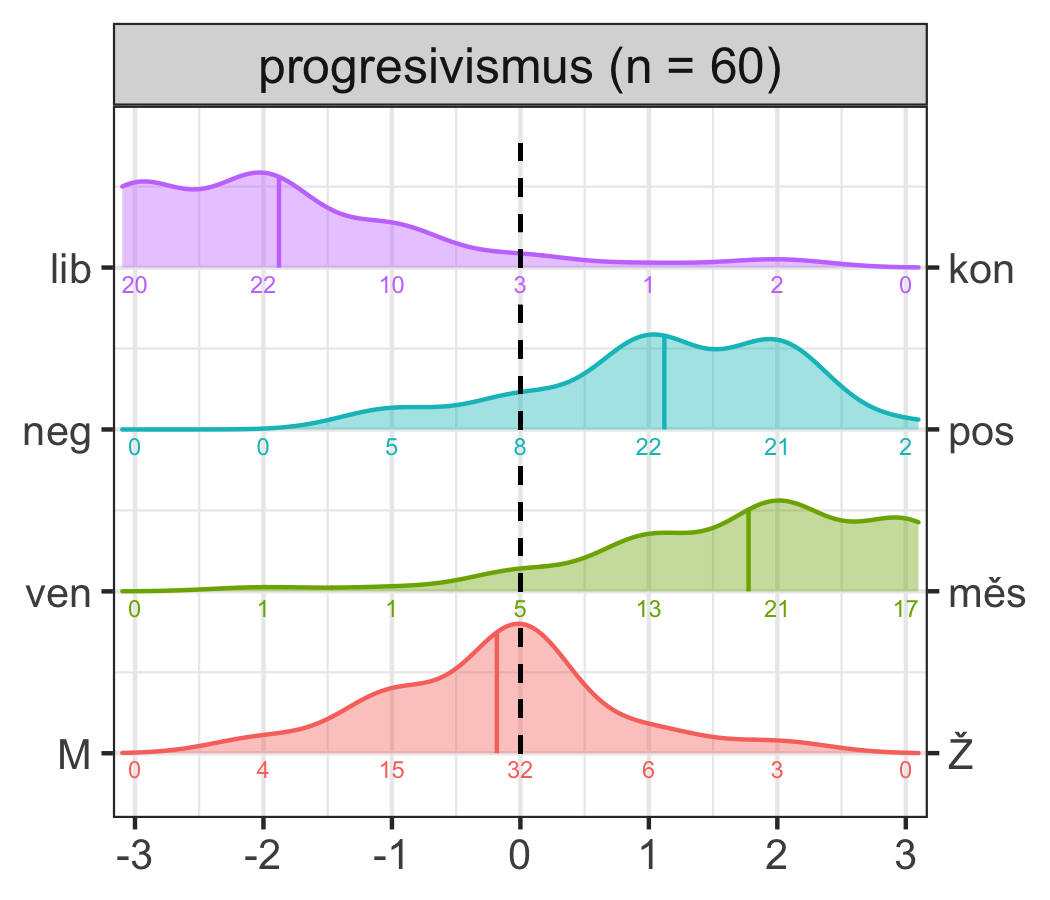 progresivismus (n = 60)
lib kon
20 22 10 3 1 2 0
neg pos
0 0 5 8 22 21 2
ven měs
0 1 1 5 13 21 17
M Ž
0 4 15 32 6 3 0
-3 -2 -1 0 1 2 3